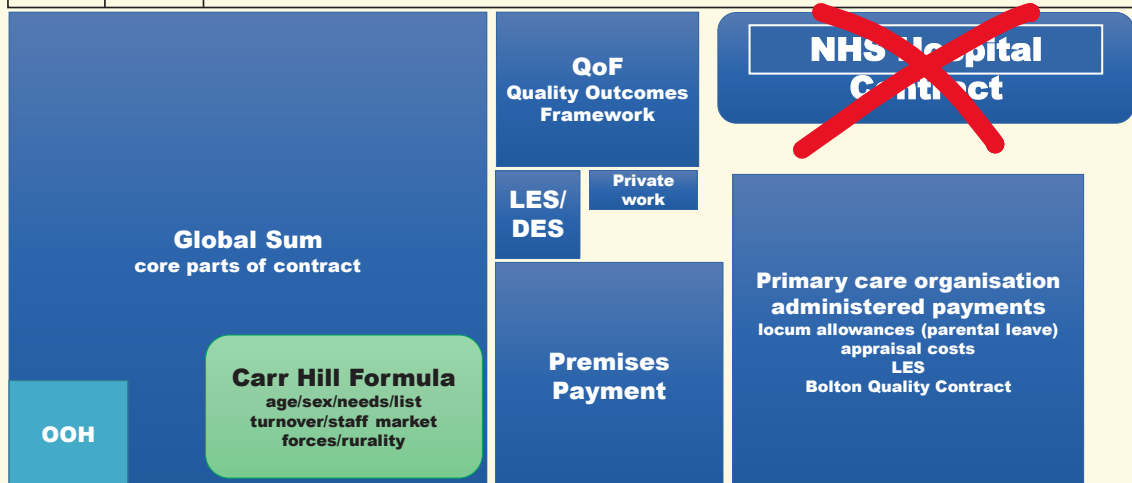 Global Sum
core parts of contract
OOH
Carr Hill Formula
age/sex/needs/list
turnover/staff market
forces/rurality
QoF
Quality Outcomes
Framework
LES/
DES
Private
work
Premises
Payment
NHS Hospital
Contract
Primary care organisation
administered payments
locum allowances (parental leave)
appraisal costs
LES
Bolton Quality Contract